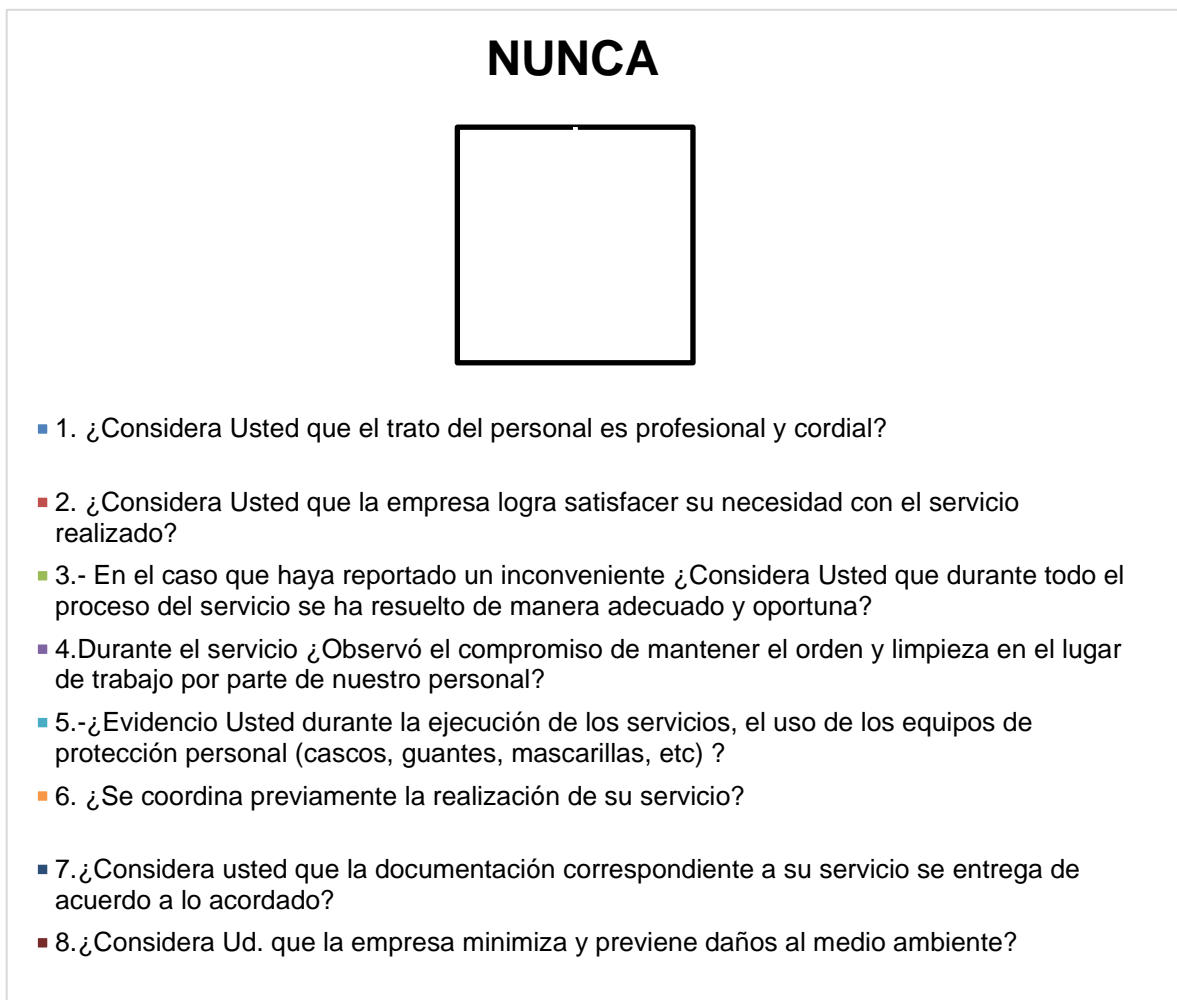 NUNCA
1. ¿Considera Usted que el trato del personal es profesional y cordial?
2. ¿Considera Usted que la empresa logra satisfacer su necesidad con el servicio
realizado?
3.- En el caso que haya reportado un inconveniente ¿Considera Usted que durante todo el
proceso del servicio se ha resuelto de manera adecuado y oportuna?
4.Durante el servicio ¿Observó el compromiso de mantener el orden y limpieza en el lugar
de trabajo por parte de nuestro personal?
5.-¿Evidencio Usted durante la ejecución de los servicios, el uso de los equipos de
protección personal (cascos, guantes, mascarillas, etc) ?
6. ¿Se coordina previamente la realización de su servicio?
7.¿Considera usted que la documentación correspondiente a su servicio se entrega de
acuerdo a lo acordado?
8.¿Considera Ud. que la empresa minimiza y previene daños al medio ambiente?